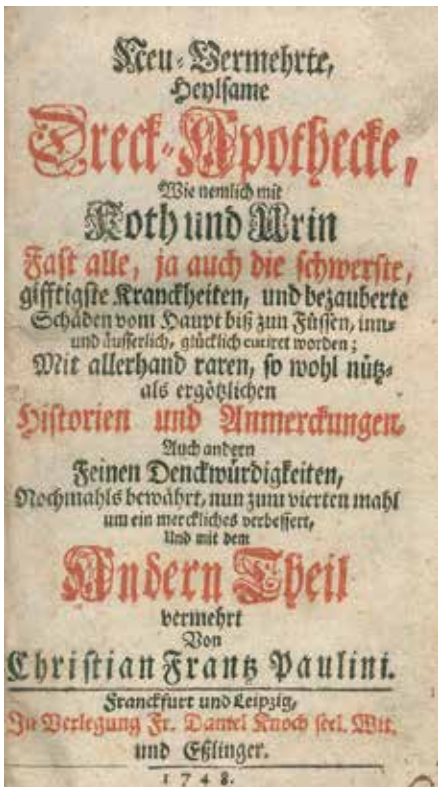 Neu-Vermehrte,
Heylsame
Dreck-Apothecke,
Wie nemlich mit
Koth und Urin
Fast alle, ja auch die schwerste,
gifftigste Kranckheiten, und bezauberte
Schäden vom Haupt biß zun Füssen, inn-
und äusserlich, glücklich curiret worden;
Mit allerhand raren, so wohl nütz-
als ergötzlichen
Historien und Anmerckungen,
Auch andern
Feinen Denckwürdigkeiten,
Nochmahls bewährt, nun zum vierten mahl
um ein merckliches verbessert,
Und mit dem
Andern Theil
vermehrt
Von
Christian Frantz Paulini.
Franckfurt und Leipzig,
In Verlegung Fr. Daniel Knoch seel. Wit.
und Eßlinger.
1748.